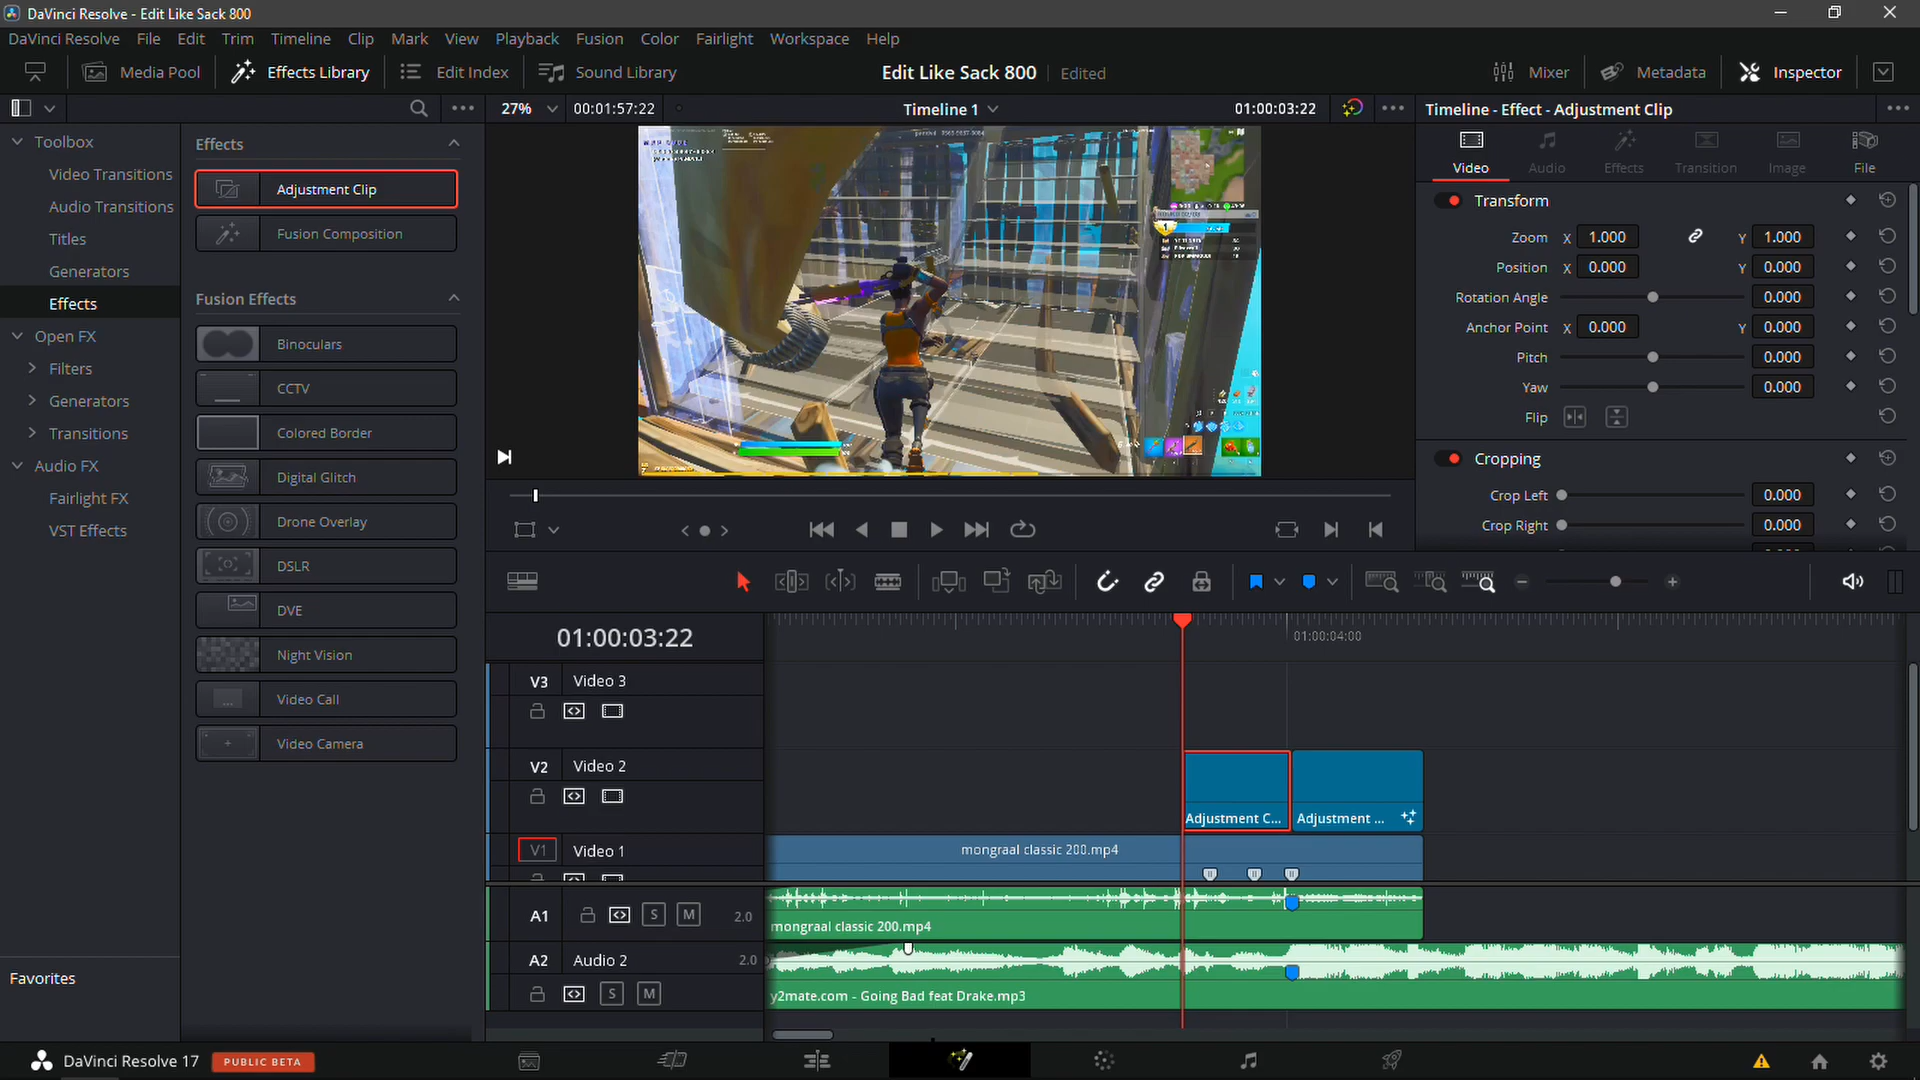 DaVinci Resolve - Edit Like Sack 800
DaVinci Resolve File Edit Trim Timeline Clip Mark View Playback Fusion Color Fairlight Workspace Help
Media Pool Effects Library Edit Index Sound Library Edit Like Sack 800 Edited Mixer Metadata Inspector
27% 00:01:57:22 Timeline 1 01:00:03:22 Timeline - Effect - Adjustment Clip
Toolbox
Video Transitions
Audio Transitions
Titles
Generators
Effects
Open FX
Filters
Generators
Transitions
Audio FX
Fairlight FX
VST Effects
Favorites
Effects
Adjustment Clip
Fusion Composition
Fusion Effects
Binoculars
CCTV
Colored Border
Digital Glitch
Drone Overlay
DSLR
DVE
Night Vision
Video Call
Video Camera
Video Audio Effects Transition Image File
Transform
Zoom X 1.000 Y 1.000
Position X 0.000 Y 0.000
Rotation Angle 0.000
Anchor Point X 0.000 Y 0.000
Pitch 0.000
Yaw 0.000
Flip
Cropping
Crop Left 0.000
Crop Right 0.000
01:00:03:22
01:00:04:00
V3 Video 3
V2 Video 2
Adjustment C... Adjustment ...
V1 Video 1
mongraal classic 200.mp4
A1 S M 2.0
mongraal classic 200.mp4
A2 Audio 2 2.0
S M
y2mate.com - Going Bad feat Drake.mp3
DaVinci Resolve 17 PUBLIC BETA